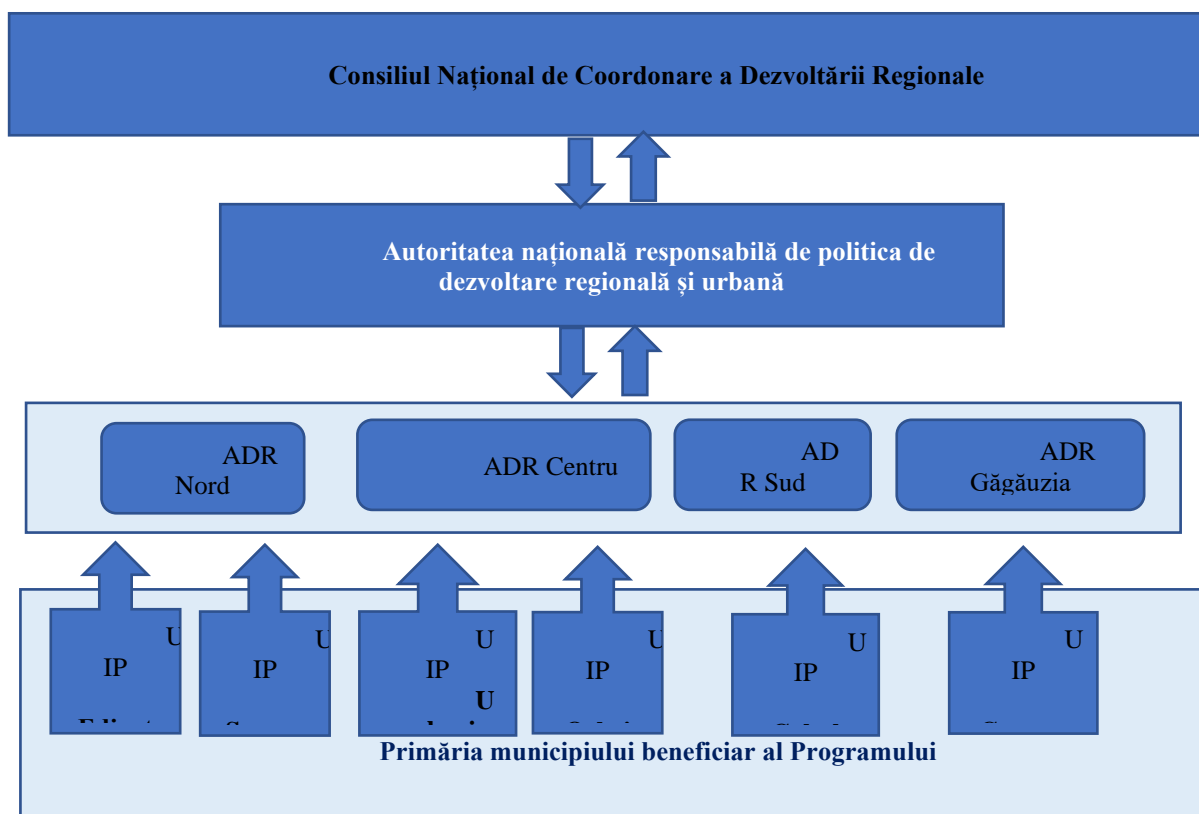 Consiliul Național de Coordonare a Dezvoltării Regionale
Autoritatea națională responsabilă de politica de
dezvoltare regională și urbană
ADR
Nord
ADR Centru
AD
R Sud
ADR
Găgăuzia
U
IP
U
IP
U
IP
U
U
IP
U
IP
U
IP
Primăria municipiului beneficiar al Programului